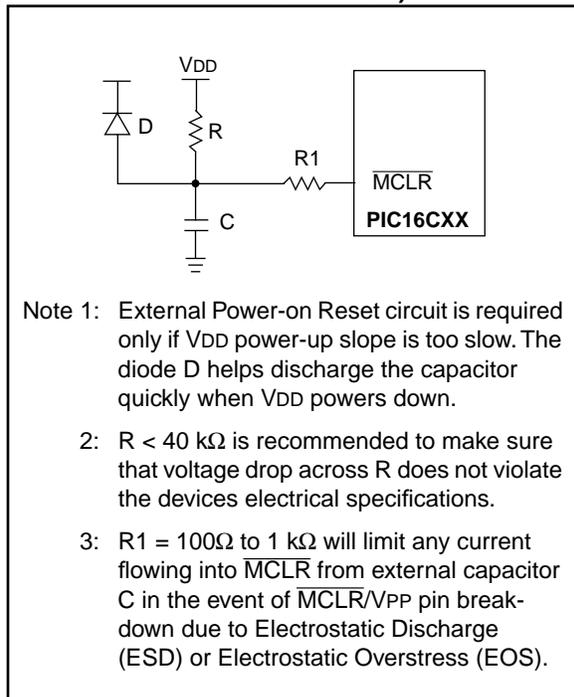 VDD
D
R
R1
MCLR
C
PIC16CXX
Note 1: External Power-on Reset circuit is required
only if VDD power-up slope is too slow. The
diode D helps discharge the capacitor
quickly when VDD powers down.
2: R < 40 kΩ is recommended to make sure
that voltage drop across R does not violate
the devices electrical specifications.
3: R1 = 100Ω to 1 kΩ will limit any current
flowing into MCLR from external capacitor
C in the event of MCLR/VPP pin break-
down due to Electrostatic Discharge
(ESD) or Electrostatic Overstress (EOS).